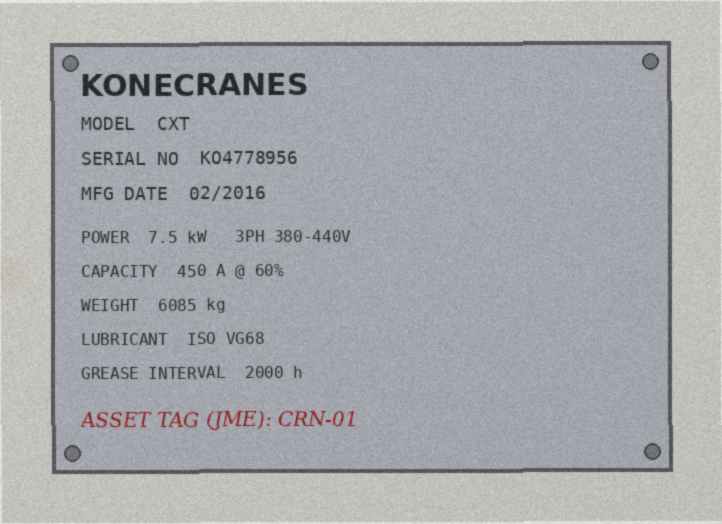 KONECRANES
MODEL CXT
SERIAL NO KO4778956
MFG DATE 02/2016
POWER 7.5 kW 3PH 380-440V
CAPACITY 450 A @ 60%
WEIGHT 6085 kg
LUBRICANT ISO VG68
GREASE INTERVAL 2000 h
ASSET TAG (JME): CRN-01